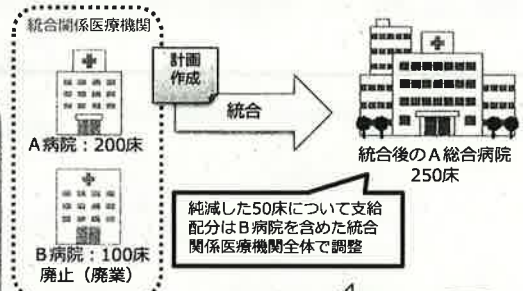 統合関係医療機関
計画
作成
統合
A病院：200床
B病院：100床
廃止（廃業）
統合後のA総合病院
250床
純減した50床について支給
配分はB病院を含めた統合
関係医療機関全体で調整